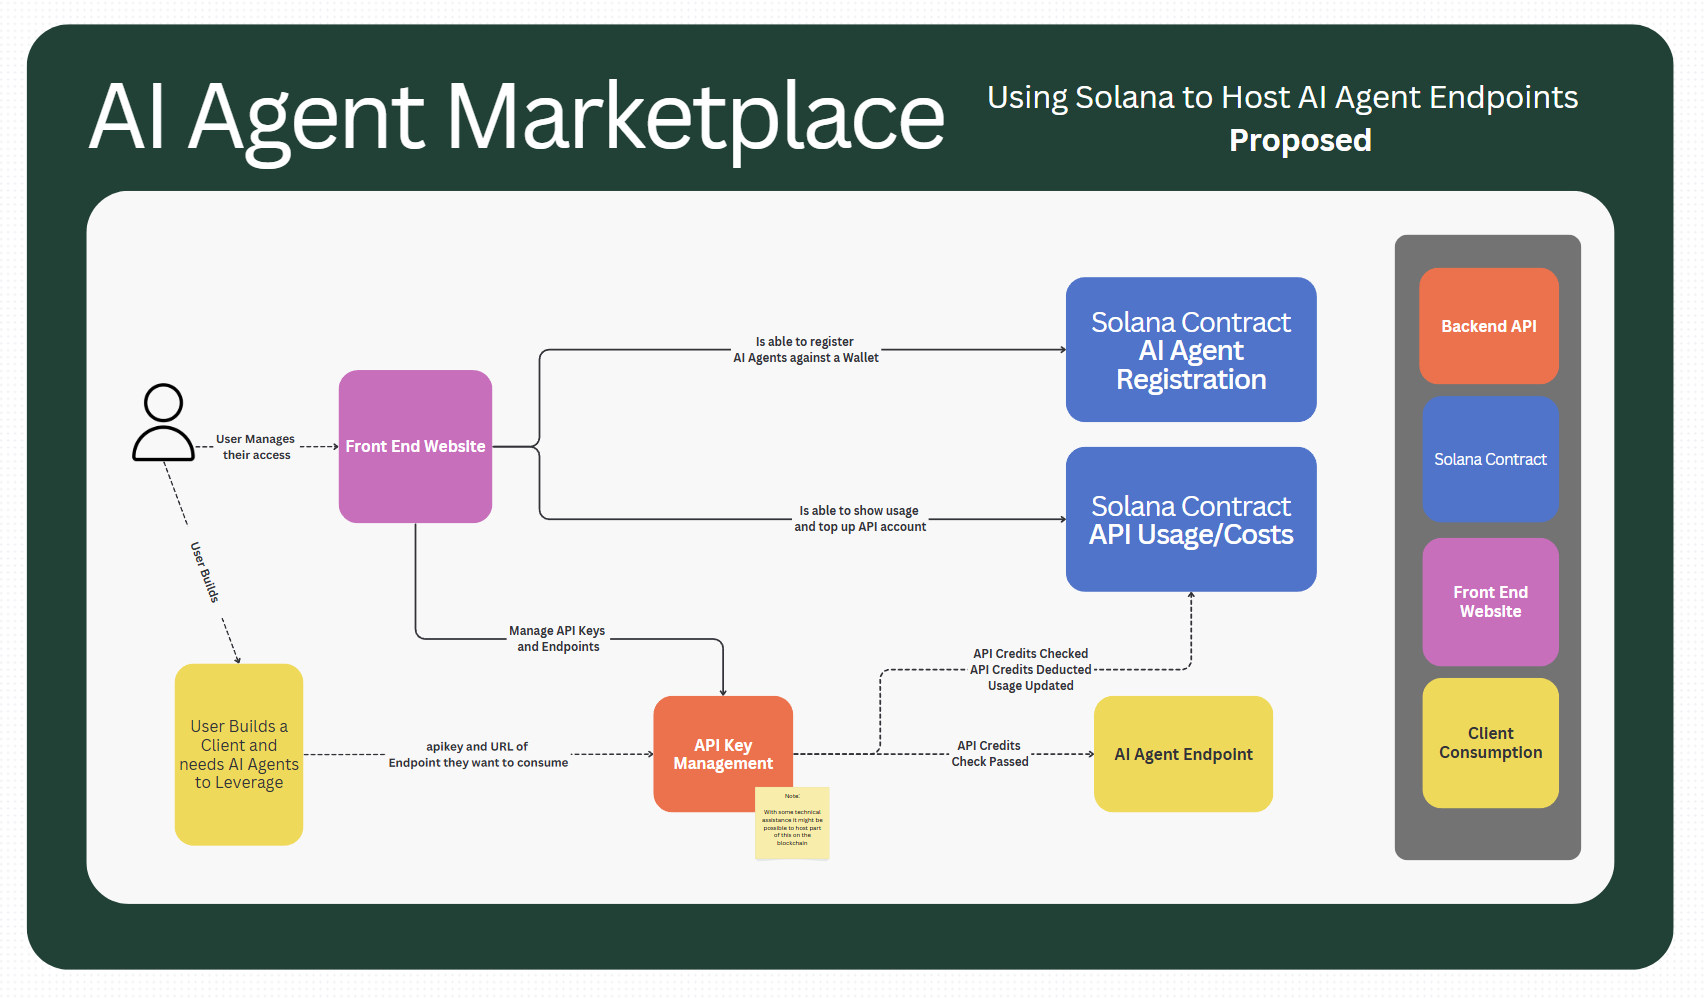 AI Agent Marketplace
Using Solana to Host AI Agent Endpoints
Proposed
User Manages
their access
Front End Website
Is able to register
AI Agents against a Wallet
Solana Contract
AI Agent
Registration
Is able to show usage
and top up API account
Solana Contract
API Usage/Costs
User Builds
Manage API Keys
and Endpoints
API Credits Checked
API Credits Deducted
Usage Updated
User Builds a
Client and
needs AI Agents
to Leverage
apikey and URL of
Endpoint they want to consume
API Key
Management
Note:
With some technical
assistance it might be
possible to host part
of this on the
blockchain
API Credits
Check Passed
AI Agent Endpoint
Backend API
Solana Contract
Front End
Website
Client
Consumption